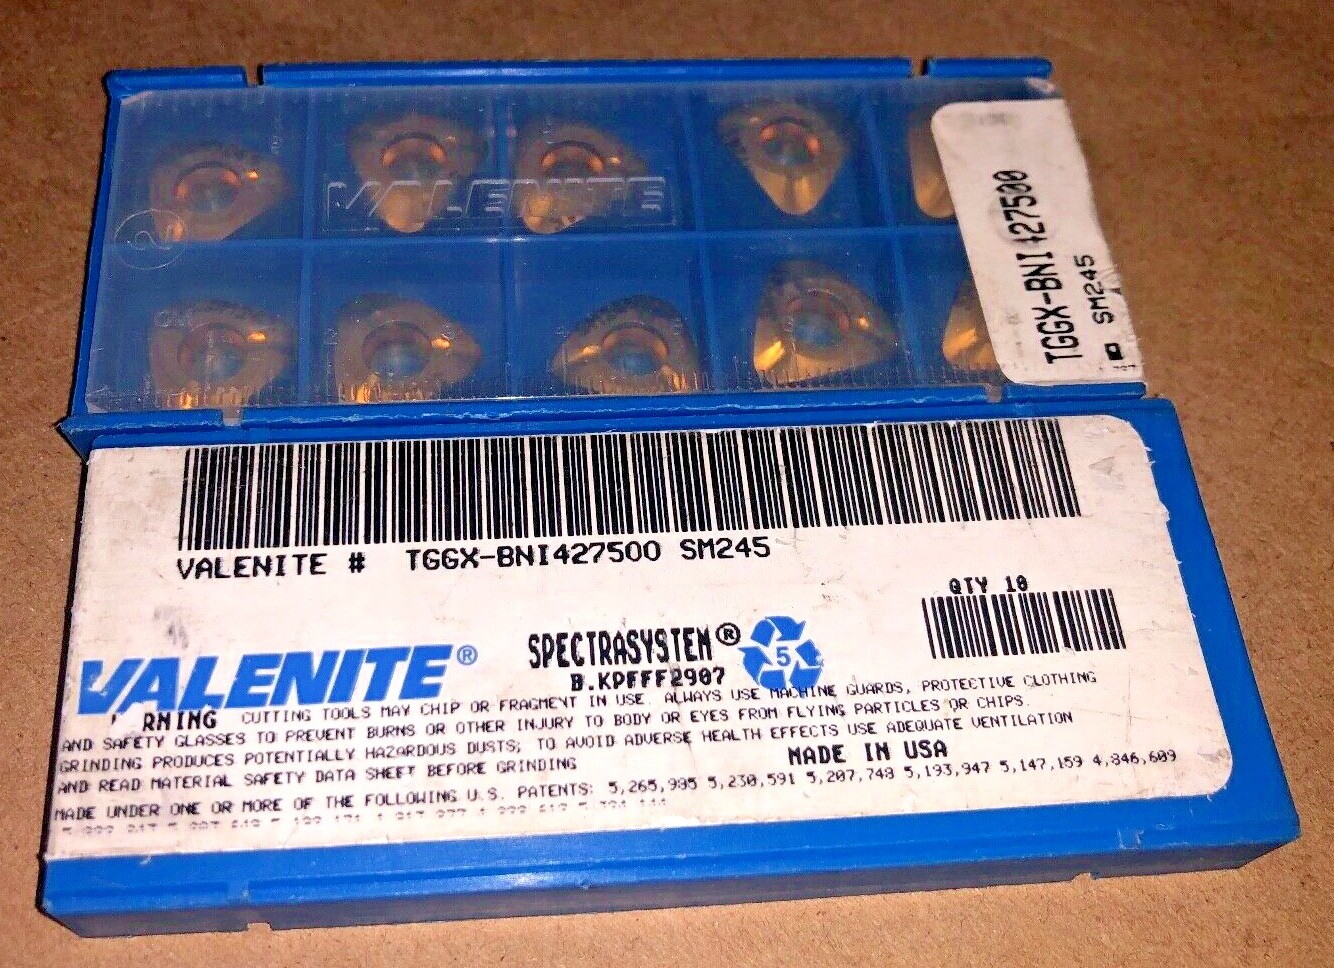 VALENITE
2
TGGX-BNI427500
SM245
VALENITE # TGGX-BNI427500 SM245
QTY 10
VALENITE®
SPECTRASYSTEM®
5
B.KPFFF2907
RNING CUTTING TOOLS MAY CHIP OR FRAGMENT IN USE. ALWAYS USE MACHINE GUARDS, PROTECTIVE CLOTHING
AND SAFETY GLASSES TO PREVENT BURNS OR OTHER INJURY TO BODY OR EYES FROM FLYING PARTICLES OR CHIPS.
GRINDING PRODUCES POTENTIALLY HAZARDOUS DUSTS; TO AVOID ADVERSE HEALTH EFFECTS USE ADEQUATE VENTILATION
AND READ MATERIAL SAFETY DATA SHEET BEFORE GRINDING
MADE IN USA
MADE UNDER ONE OR MORE OF THE FOLLOWING U.S. PATENTS: 5,265,985 5,230,591 5,207,748 5,193,947 5,147,159 4,846,609